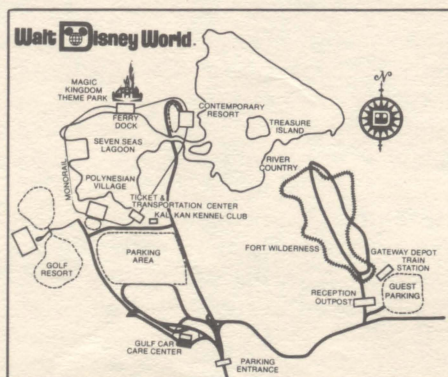 Walt Disney World.
MAGIC
KINGDOM
THEME PARK
FERRY
DOCK
CONTEMPORARY
RESORT
N
TREASURE
ISLAND
SEVEN SEAS
LAGOON
RIVER
COUNTRY
MONORAIL
POLYNESIAN
VILLAGE
TICKET &
TRANSPORTATION CENTER
KAL KAN KENNEL CLUB
GOLF
RESORT
PARKING
AREA
FORT WILDERNESS
GATEWAY DEPOT
TRAIN
STATION
RECEPTION
OUTPOST
GUEST
PARKING
GULF CAR
CARE CENTER
PARKING
ENTRANCE